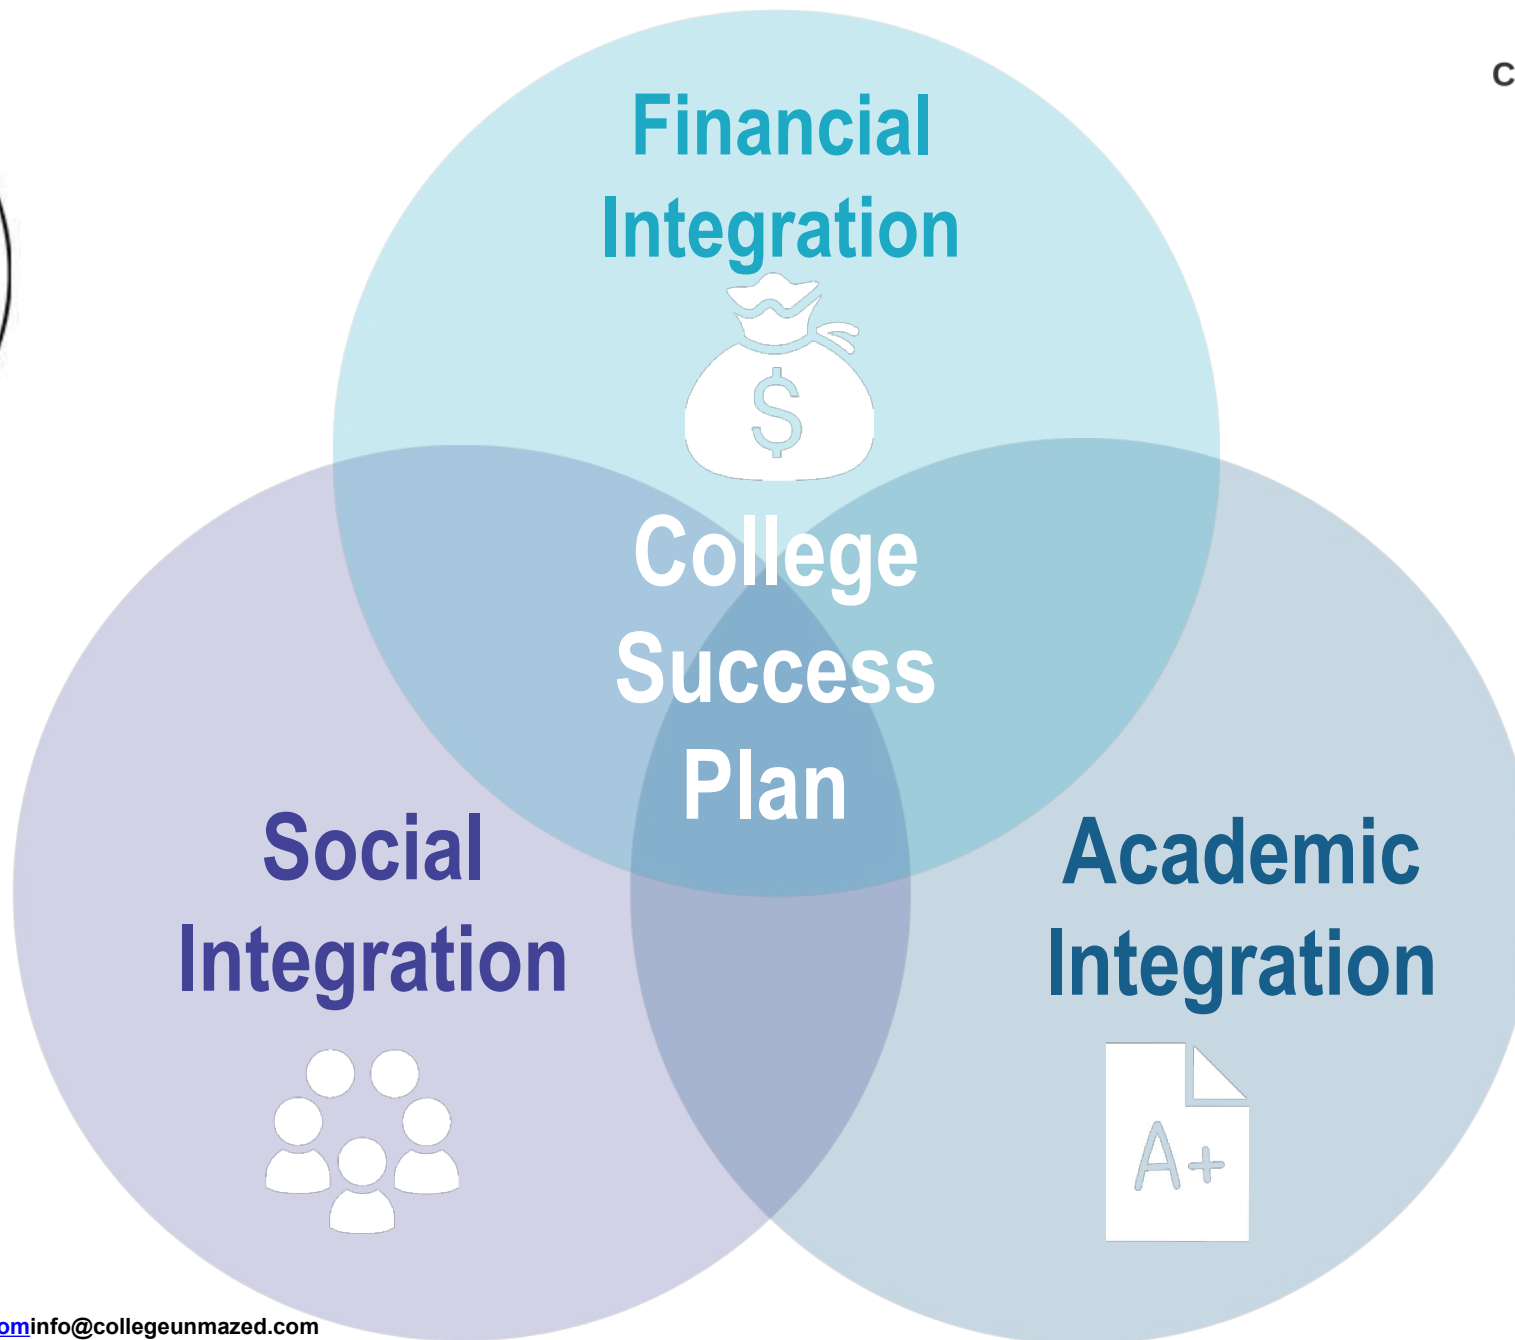 C
Financial
Integration
$
College
Success
Plan
Social
Integration
Academic
Integration
A+
ominfo@collegeunmazed.com